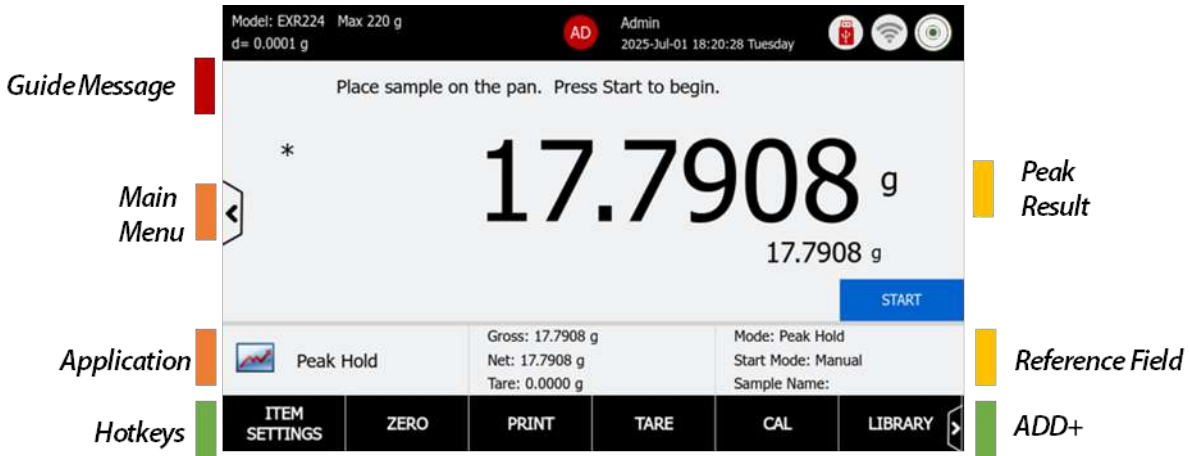 Model: EXR224 Max 220 g
d= 0.0001 g
AD
Admin
2025-Jul-01 18:20:28 Tuesday
Guide Message
Place sample on the pan. Press Start to begin.
*
17.7908 g
Peak
Result
Main
Menu
17.7908 g
START
Application
Peak Hold
Gross: 17.7908 g
Net: 17.7908 g
Tare: 0.0000 g
Mode: Peak Hold
Start Mode: Manual
Sample Name:
Reference Field
Hotkeys
ITEM
SETTINGS
ZERO
PRINT
TARE
CAL
LIBRARY
ADD+